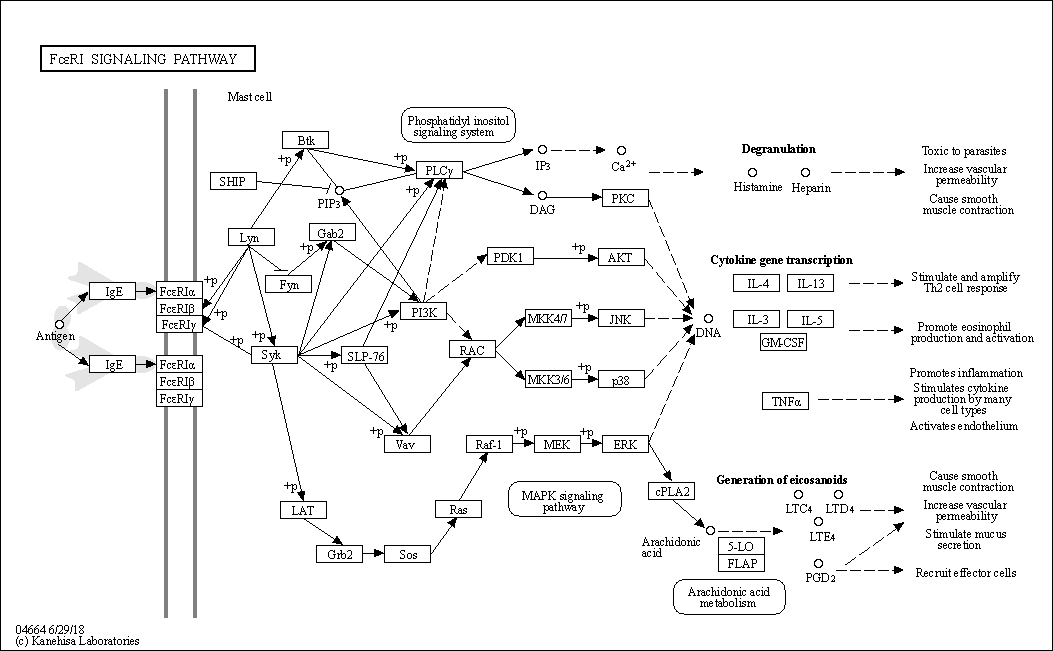 FcεRI SIGNALING PATHWAY
Mast cell
Phosphatidyl inositol
signaling system
Btk
+p
+p
PLCγ
+p
IP3
Ca2+
SHIP
PIP3
DAG
PKC
Degranulation
Histamine
Heparin
Toxic to parasites
Increase vascular
permeability
Cause smooth
muscle contraction
Lyn
Gab2
+p
Fyn
PDK1
+p
AKT
Cytokine gene transcription
IL-4
IL-13
Stimulate and amplify
Th2 cell response
IgE
FcεRIα
FcεRIβ
FcεRIγ
+p
+p
Antigen
IgE
FcεRIα
FcεRIβ
FcεRIγ
+p
Syk
+p
SLP-76
PI3K
+p
RAC
MKK4/7
+p
JNK
MKK3/6
+p
p38
DNA
IL-3
IL-5
GM-CSF
Promote eosinophil
production and activation
TNFα
Promotes inflammation
Stimulates cytokine
production by many
cell types
Activates endothelium
+p
Vav
Raf-1
+p
MEK
+p
ERK
MAPK signaling
pathway
+p
LAT
Grb2
Sos
Ras
cPLA2
Arachidonic
acid
Generation of eicosanoids
LTC4
LTD4
LTE4
5-LO
FLAP
PGD2
Arachidonic acid
metabolism
Cause smooth
muscle contraction
Increase vascular
permeability
Stimulate mucus
secretion
Recruit effector cells
04664 6/29/18
(c) Kanehisa Laboratories